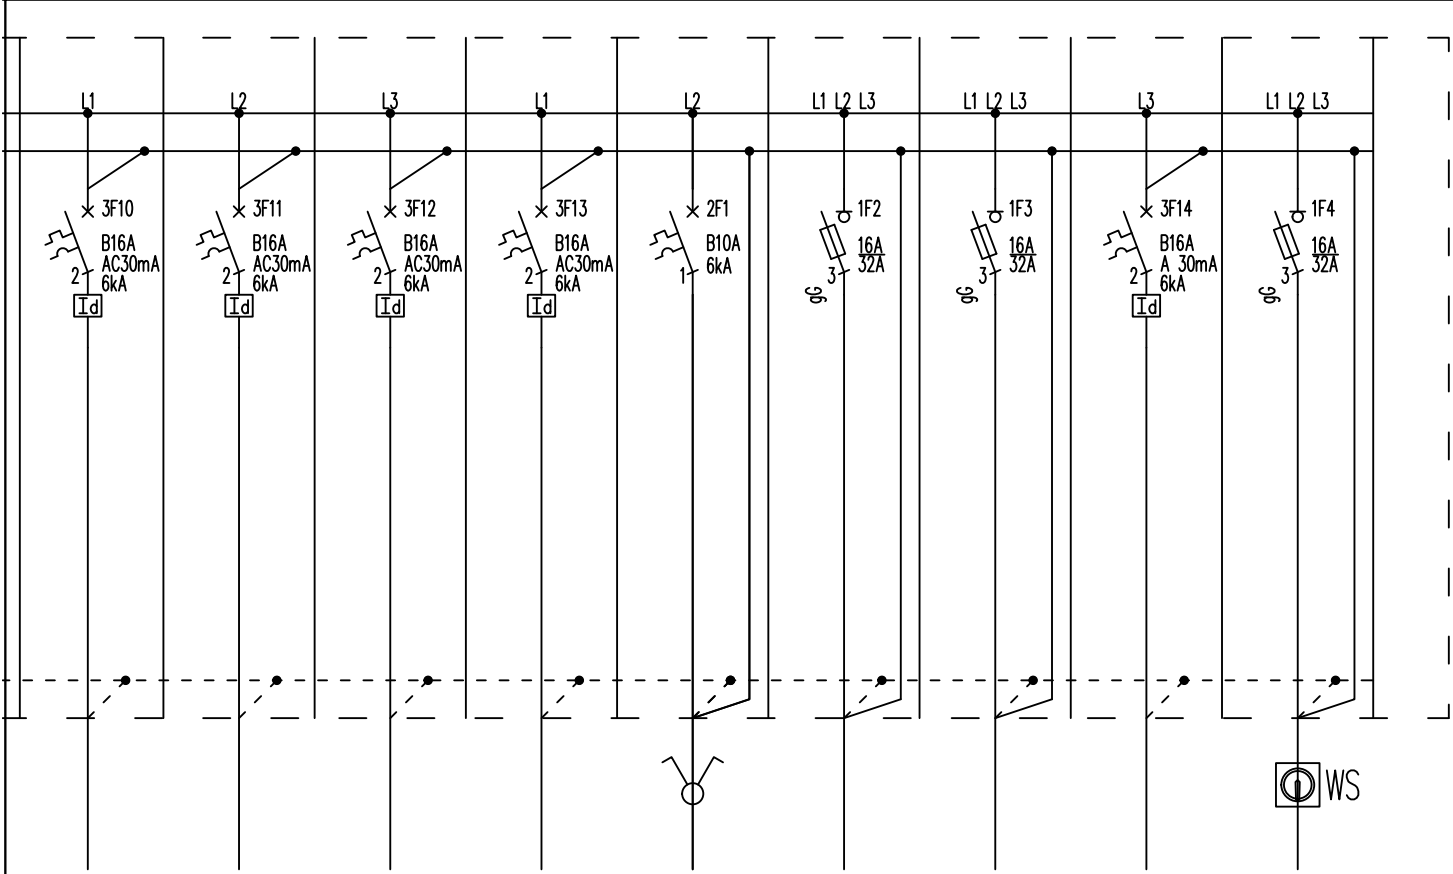 L1
L2
L3
L1
L2
L1 L2 L3
L1 L2 L3
L3
L1 L2 L3
3F10
B16A
AC30mA
6kA
2
Id
3F11
B16A
AC30mA
6kA
2
Id
3F12
B16A
AC30mA
6kA
2
Id
3F13
B16A
AC30mA
6kA
2
Id
2F1
B10A
6kA
1
1F2
16A
32A
3
gG
1F3
16A
32A
3
gG
3F14
B16A
A 30mA
6kA
2
Id
1F4
16A
32A
3
gG
WS